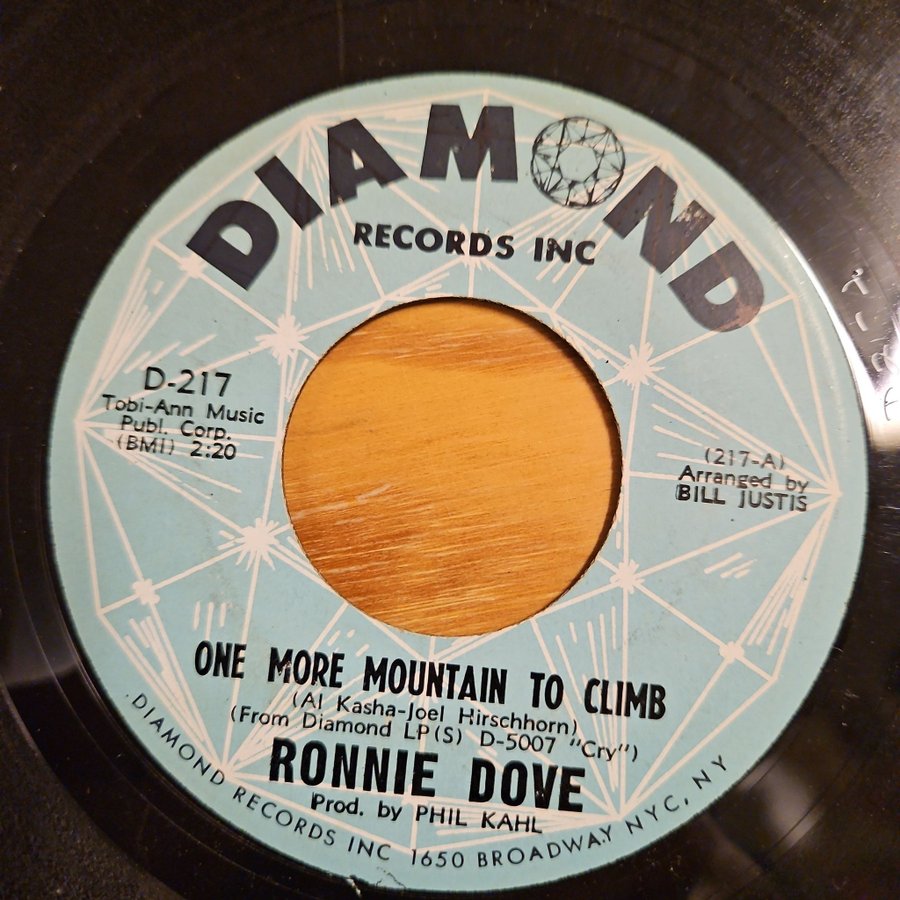 DIAMOND
RECORDS INC
D-217
Tobi-Ann Music
Publ. Corp.
(BMI) 2:20
(217-A)
Arranged by
BILL JUSTIS
ONE MORE MOUNTAIN TO CLIMB
(Al Kasha-Joel Hirschhorn)
(From Diamond LP(S) D-5007 "Cry")
RONNIE DOVE
Prod. by PHIL KAHL
DIAMOND RECORDS INC 1650 BROADWAY NYC, NY